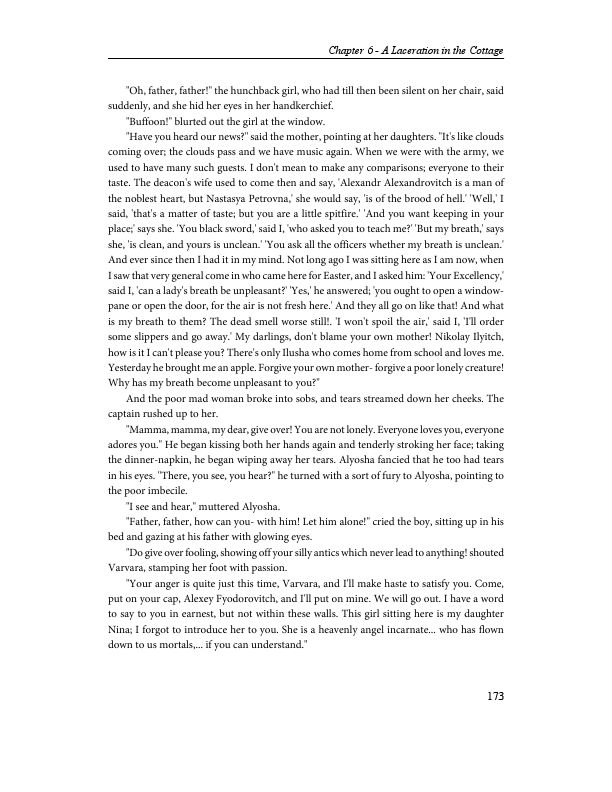 Chapter 6 - A Laceration in the Cottage
"Oh, father, father!" the hunchback girl, who had till then been silent on her chair, said
suddenly, and she hid her eyes in her handkerchief.
"Buffoon!" blurted out the girl at the window.
"Have you heard our news?" said the mother, pointing at her daughters. "It's like clouds
coming over; the clouds pass and we have music again. When we were with the army, we
used to have many such guests. I don't mean to make any comparisons; everyone to their
taste. The deacon's wife used to come then and say, 'Alexandr Alexandrovitch is a man of
the noblest heart, but Nastasya Petrovna,' she would say, 'is of the brood of hell.' 'Well,' I
said, 'that's a matter of taste; but you are a little spitfire.' 'And you want keeping in your
place;' says she. 'You black sword,' said I, 'who asked you to teach me?' 'But my breath,' says
she, 'is clean, and yours is unclean.' 'You ask all the officers whether my breath is unclean.'
And ever since then I had it in my mind. Not long ago I was sitting here as I am now, when
I saw that very general come in who came here for Easter, and I asked him: 'Your Excellency,'
said I, 'can a lady's breath be unpleasant?' 'Yes,' he answered; 'you ought to open a window-
pane or open the door, for the air is not fresh here.' And they all go on like that! And what
is my breath to them? The dead smell worse still!. 'I won't spoil the air,' said I, 'I'll order
some slippers and go away.' My darlings, don't blame your own mother! Nikolay Ilyitch,
how is it I can't please you? There's only Ilusha who comes home from school and loves me.
Yesterday he brought me an apple. Forgive your own mother- forgive a poor lonely creature!
Why has my breath become unpleasant to you?"
And the poor mad woman broke into sobs, and tears streamed down her cheeks. The
captain rushed up to her.
"Mamma, mamma, my dear, give over! You are not lonely. Everyone loves you, everyone
adores you." He began kissing both her hands again and tenderly stroking her face; taking
the dinner-napkin, he began wiping away her tears. Alyosha fancied that he too had tears
in his eyes. "There, you see, you hear?" he turned with a sort of fury to Alyosha, pointing to
the poor imbecile.
"I see and hear," muttered Alyosha.
"Father, father, how can you- with him! Let him alone!" cried the boy, sitting up in his
bed and gazing at his father with glowing eyes.
"Do give over fooling, showing off your silly antics which never lead to anything! shouted
Varvara, stamping her foot with passion.
"Your anger is quite just this time, Varvara, and I'll make haste to satisfy you. Come,
put on your cap, Alexey Fyodorovitch, and I'll put on mine. We will go out. I have a word
to say to you in earnest, but not within these walls. This girl sitting here is my daughter
Nina; I forgot to introduce her to you. She is a heavenly angel incarnate... who has flown
down to us mortals,... if you can understand."
173